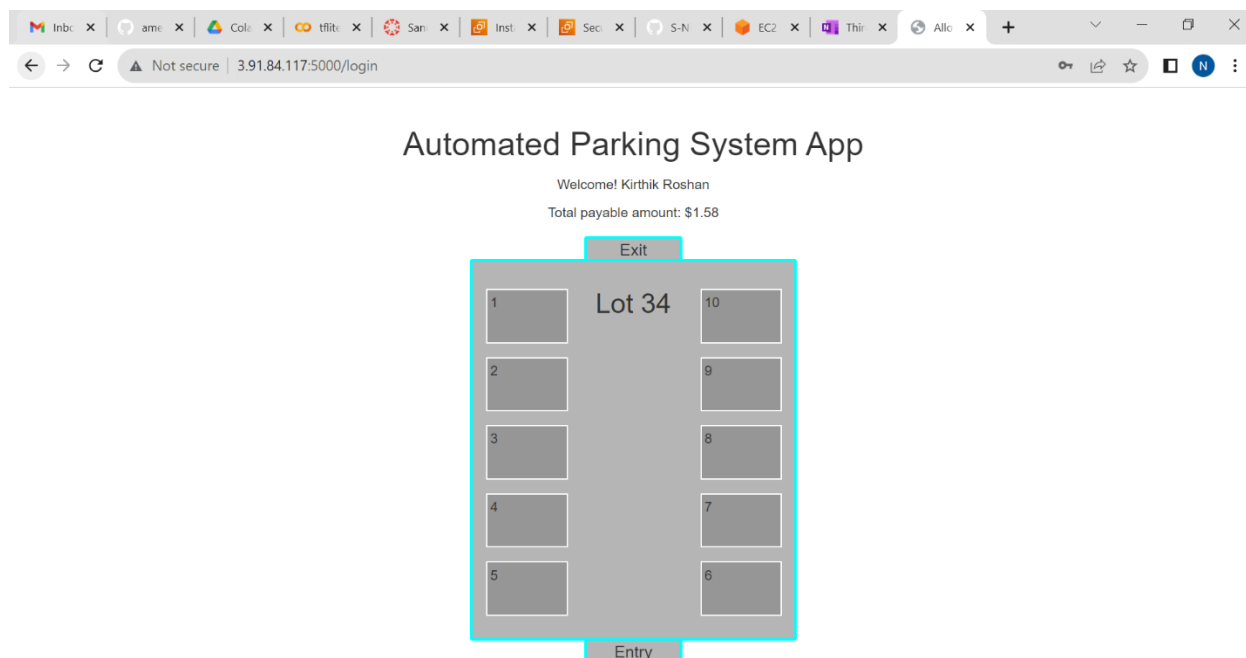 Inbc ame Cola tflite San Inst Sec S-N EC2 Thir Allo
Not secure 3.91.84.117:5000/login N
Automated Parking System App
Welcome! Kirthik Roshan
Total payable amount: $1.58
Exit
Lot 34
1 10
2 9
3 8
4 7
5 6
Entry